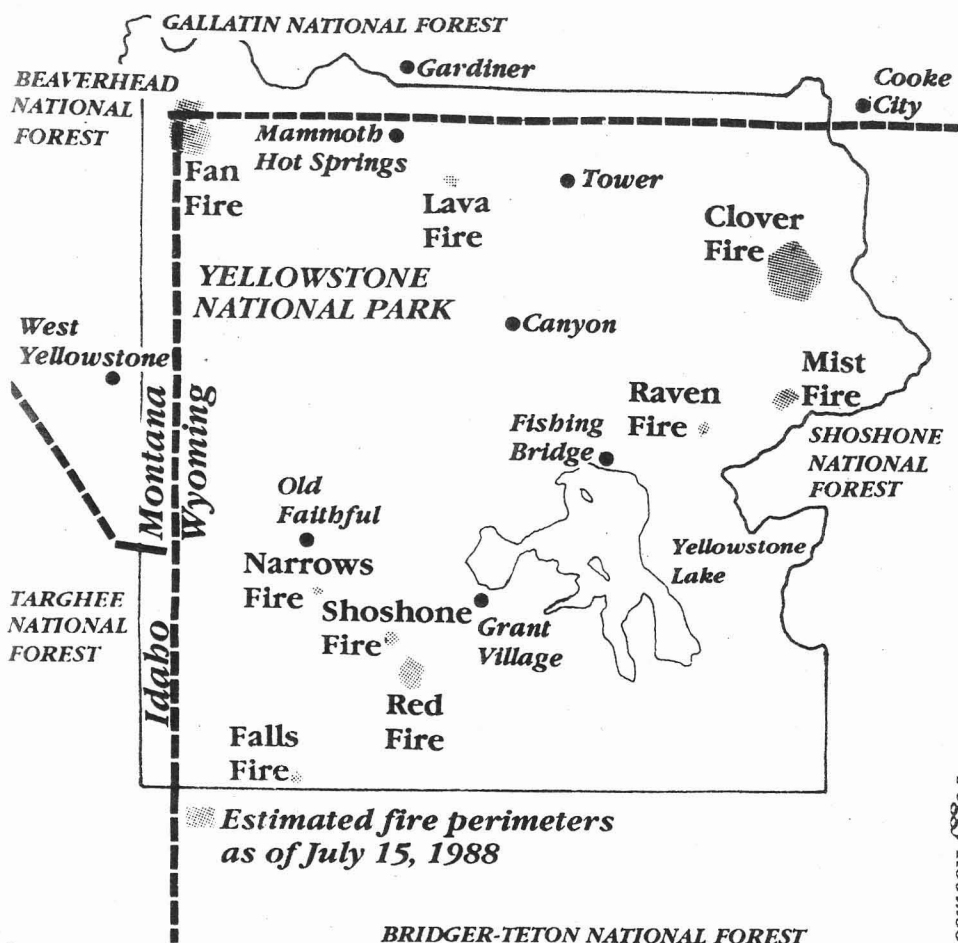 GALLATIN NATIONAL FOREST
Gardiner
BEAVERHEAD
NATIONAL
FOREST
Cooke
City
Mammoth
Hot Springs
Tower
Fan
Fire
Lava
Fire
Clover
Fire
YELLOWSTONE
NATIONAL PARK
Canyon
West
Yellowstone
Mist
Fire
Raven
Fire
Fishing
Bridge
SHOSHONE
NATIONAL
FOREST
Montana
Wyoming
Old
Faithful
Yellowstone
Lake
Narrows
Fire
Shoshone
Fire
Grant
Village
TARGHEE
NATIONAL
FOREST
Idaho
Red
Fire
Falls
Fire
Estimated fire perimeters
as of July 15, 1988
BRIDGER-TETON NATIONAL FOREST